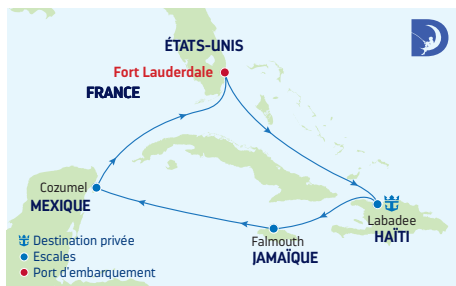 ÉTATS-UNIS
Fort Lauderdale
FRANCE
Cozumel
MEXIQUE
Labadee
HAÏTI
Falmouth
JAMAÏQUE
Destination privée
Escales
Port d'embarquement